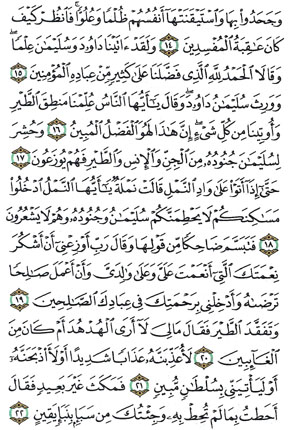 وَجَحَدُوا۟ بِهَا وَٱسْتَيْقَنَتْهَآ أَنفُسُهُمْ ظُلْمًا وَعُلُوًّا ۚ فَٱنظُرْ كَيْفَ
كَانَ عَٰقِبَةُ ٱلْمُفْسِدِينَ ١٤ وَلَقَدْ ءَاتَيْنَا دَاوُۥدَ وَسُلَيْمَٰنَ عِلْمًا ۖ
وَقَالَا ٱلْحَمْدُ لِلَّهِ ٱلَّذِى فَضَّلَنَا عَلَىٰ كَثِيرٍ مِّنْ عِبَادِهِ ٱلْمُؤْمِنِينَ ١٥
وَوَرِثَ سُلَيْمَٰنُ دَاوُۥدَ ۖ وَقَالَ يَٰٓأَيُّهَا ٱلنَّاسُ عُلِّمْنَا مَنطِقَ ٱلطَّيْرِ
وَأُوتِينَا مِن كُلِّ شَىْءٍ ۖ إِنَّ هَٰذَا لَهُوَ ٱلْفَضْلُ ٱلْمُبِينُ ١٦ وَحُشِرَ
لِسُلَيْمَٰنَ جُنُودُهُۥ مِنَ ٱلْجِنِّ وَٱلْإِنسِ وَٱلطَّيْرِ فَهُمْ يُوزَعُونَ ١٧
حَتَّىٰٓ إِذَآ أَتَوْا۟ عَلَىٰ وَادِ ٱلنَّمْلِ قَالَتْ نَمْلَةٌ يَٰٓأَيُّهَا ٱلنَّمْلُ ٱدْخُلُوا۟
مَسَٰكِنَكُمْ لَا يَحْطِمَنَّكُمْ سُلَيْمَٰنُ وَجُنُودُهُۥ وَهُمْ لَا يَشْعُرُونَ ١٨
فَتَبَسَّمَ ضَاحِكًا مِّن قَوْلِهَا وَقَالَ رَبِّ أَوْزِعْنِىٓ أَنْ أَشْكُرَ
نِعْمَتَكَ ٱلَّتِىٓ أَنْعَمْتَ عَلَىَّ وَعَلَىٰ وَٰلِدَىَّ وَأَنْ أَعْمَلَ صَٰلِحًا
تَرْضَىٰهُ وَأَدْخِلْنِى بِرَحْمَتِكَ فِى عِبَادِكَ ٱلصَّٰلِحِينَ ١٩
وَتَفَقَّدَ ٱلطَّيْرَ فَقَالَ مَالِىَ لَآ أَرَى ٱلْهُدْهُدَ أَمْ كَانَ مِنَ
ٱلْغَآئِبِينَ ٢٠ لَأُعَذِّبَنَّهُۥ عَذَابًا شَدِيدًا أَوْ لَأَا۟ذْبَحَنَّهُۥٓ
أَوْ لَيَأْتِيَنِّى بِسُلْطَٰنٍ مُّبِينٍ ٢١ فَمَكَثَ غَيْرَ بَعِيدٍ فَقَالَ
أَحَطتُ بِمَا لَمْ تُحِطْ بِهِۦ وَجِئْتُكَ مِن سَبَإٍۭ بِنَبَإٍ يَقِينٍ ٢٢